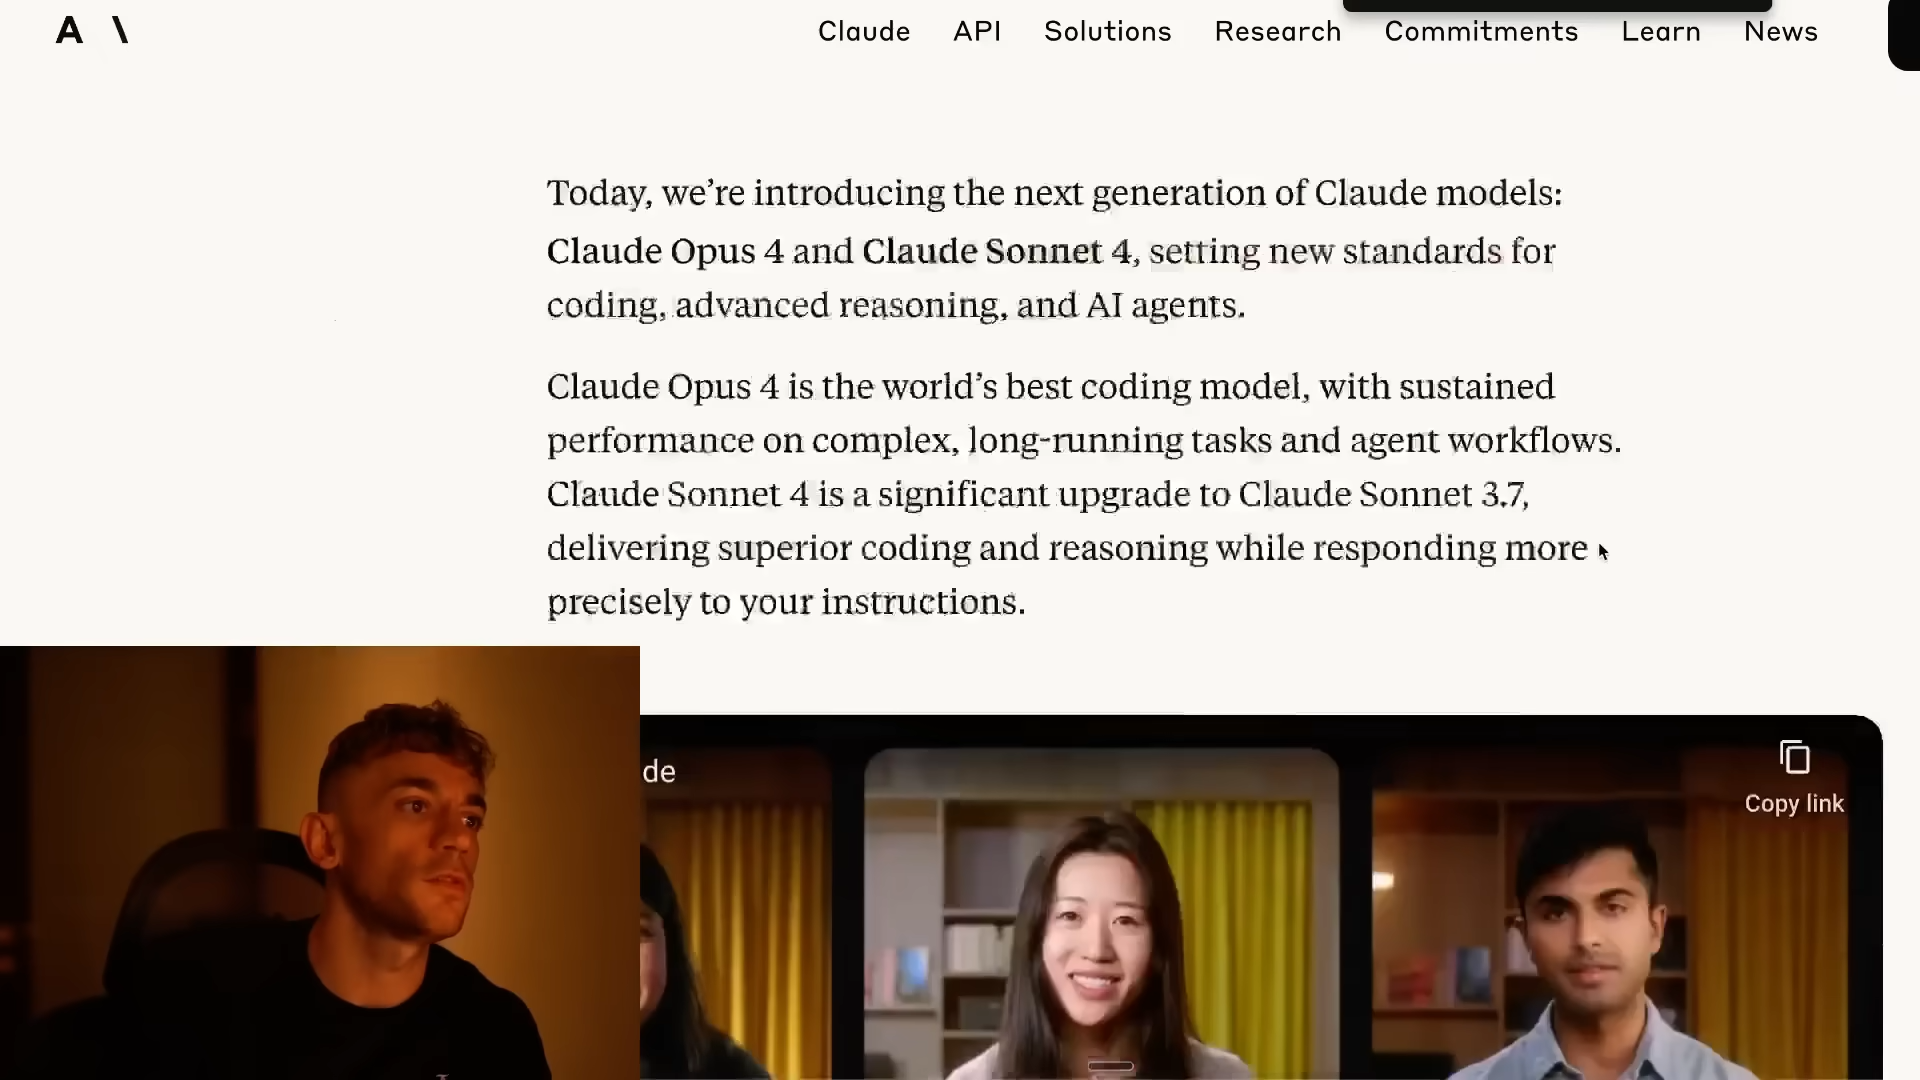 A \
Claude API Solutions Research Commitments Learn News
Today, we’re introducing the next generation of Claude models:
Claude Opus 4 and Claude Sonnet 4, setting new standards for
coding, advanced reasoning, and AI agents.
Claude Opus 4 is the world’s best coding model, with sustained
performance on complex, long-running tasks and agent workflows.
Claude Sonnet 4 is a significant upgrade to Claude Sonnet 3.7,
delivering superior coding and reasoning while responding more
precisely to your instructions.
de
Copy link